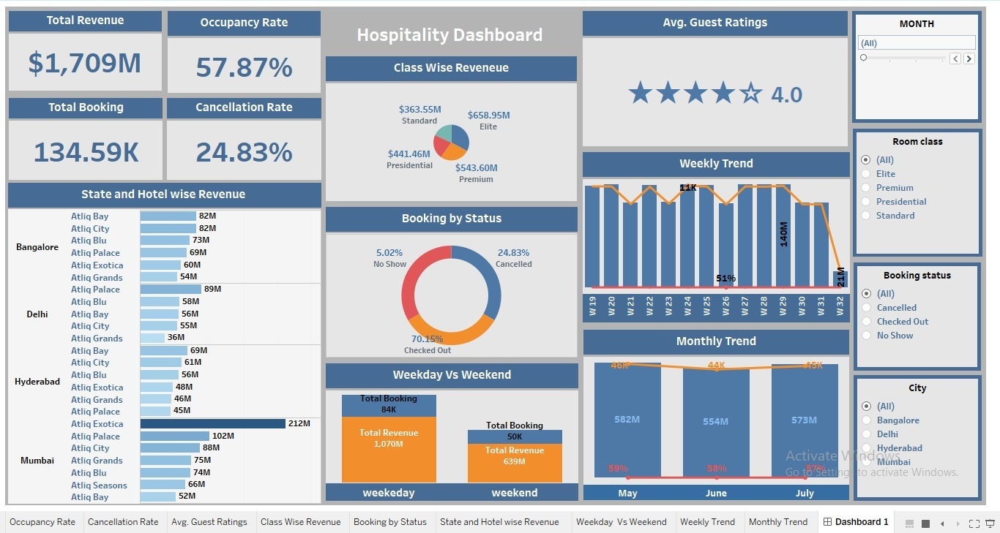 Total Revenue
$1,709M
Occupancy Rate
57.87%
Total Booking
134.59K
Cancellation Rate
24.83%
State and Hotel wise Revenue
Bangalore
Atliq Bay 82M
Atliq City 82M
Atliq Blu 73M
Atliq Palace 69M
Atliq Exotica 60M
Atliq Grands 54M
Delhi
Atliq Palace 89M
Atliq Blu 58M
Atliq Bay 56M
Atliq City 55M
Atliq Grands 36M
Hyderabad
Atliq Bay 69M
Atliq City 61M
Atliq Blu 56M
Atliq Exotica 48M
Atliq Grands 46M
Atliq Palace 45M
Mumbai
Atliq Exotica 212M
Atliq Palace 102M
Atliq City 88M
Atliq Grands 75M
Atliq Blu 74M
Atliq Seasons 66M
Atliq Bay 52M
Hospitality Dashboard
Class Wise Reveneue
$363.55M
Standard
$658.95M
Elite
$441.46M
Presidential
$543.60M
Premium
Booking by Status
5.02%
No Show
24.83%
Cancelled
70.15%
Checked Out
Weekday Vs Weekend
Total Booking
84K
Total Revenue
1,070M
Total Booking
50K
Total Revenue
639M
weekeday
weekend
Avg. Guest Ratings
4.0
Weekly Trend
11K
140M
51%
21M
W 19
W 20
W 21
W 22
W 23
W 24
W 25
W 26
W 27
W 28
W 29
W 30
W 31
W 32
Monthly Trend
46K
44K
45K
582M
554M
573M
59%
58%
57%
May
June
July
MONTH
(All)
Room class
(All)
Elite
Premium
Presidential
Standard
Booking status
(All)
Cancelled
Checked Out
No Show
City
(All)
Bangalore
Delhi
Hyderabad
Mumbai
Activate Windows
Go to Settings to activate Windows.
Occupancy Rate
Cancellation Rate
Avg. Guest Ratings
Class Wise Revenue
Booking by Status
State and Hotel wise Revenue
Weekday Vs Weekend
Weekly Trend
Monthly Trend
Dashboard 1